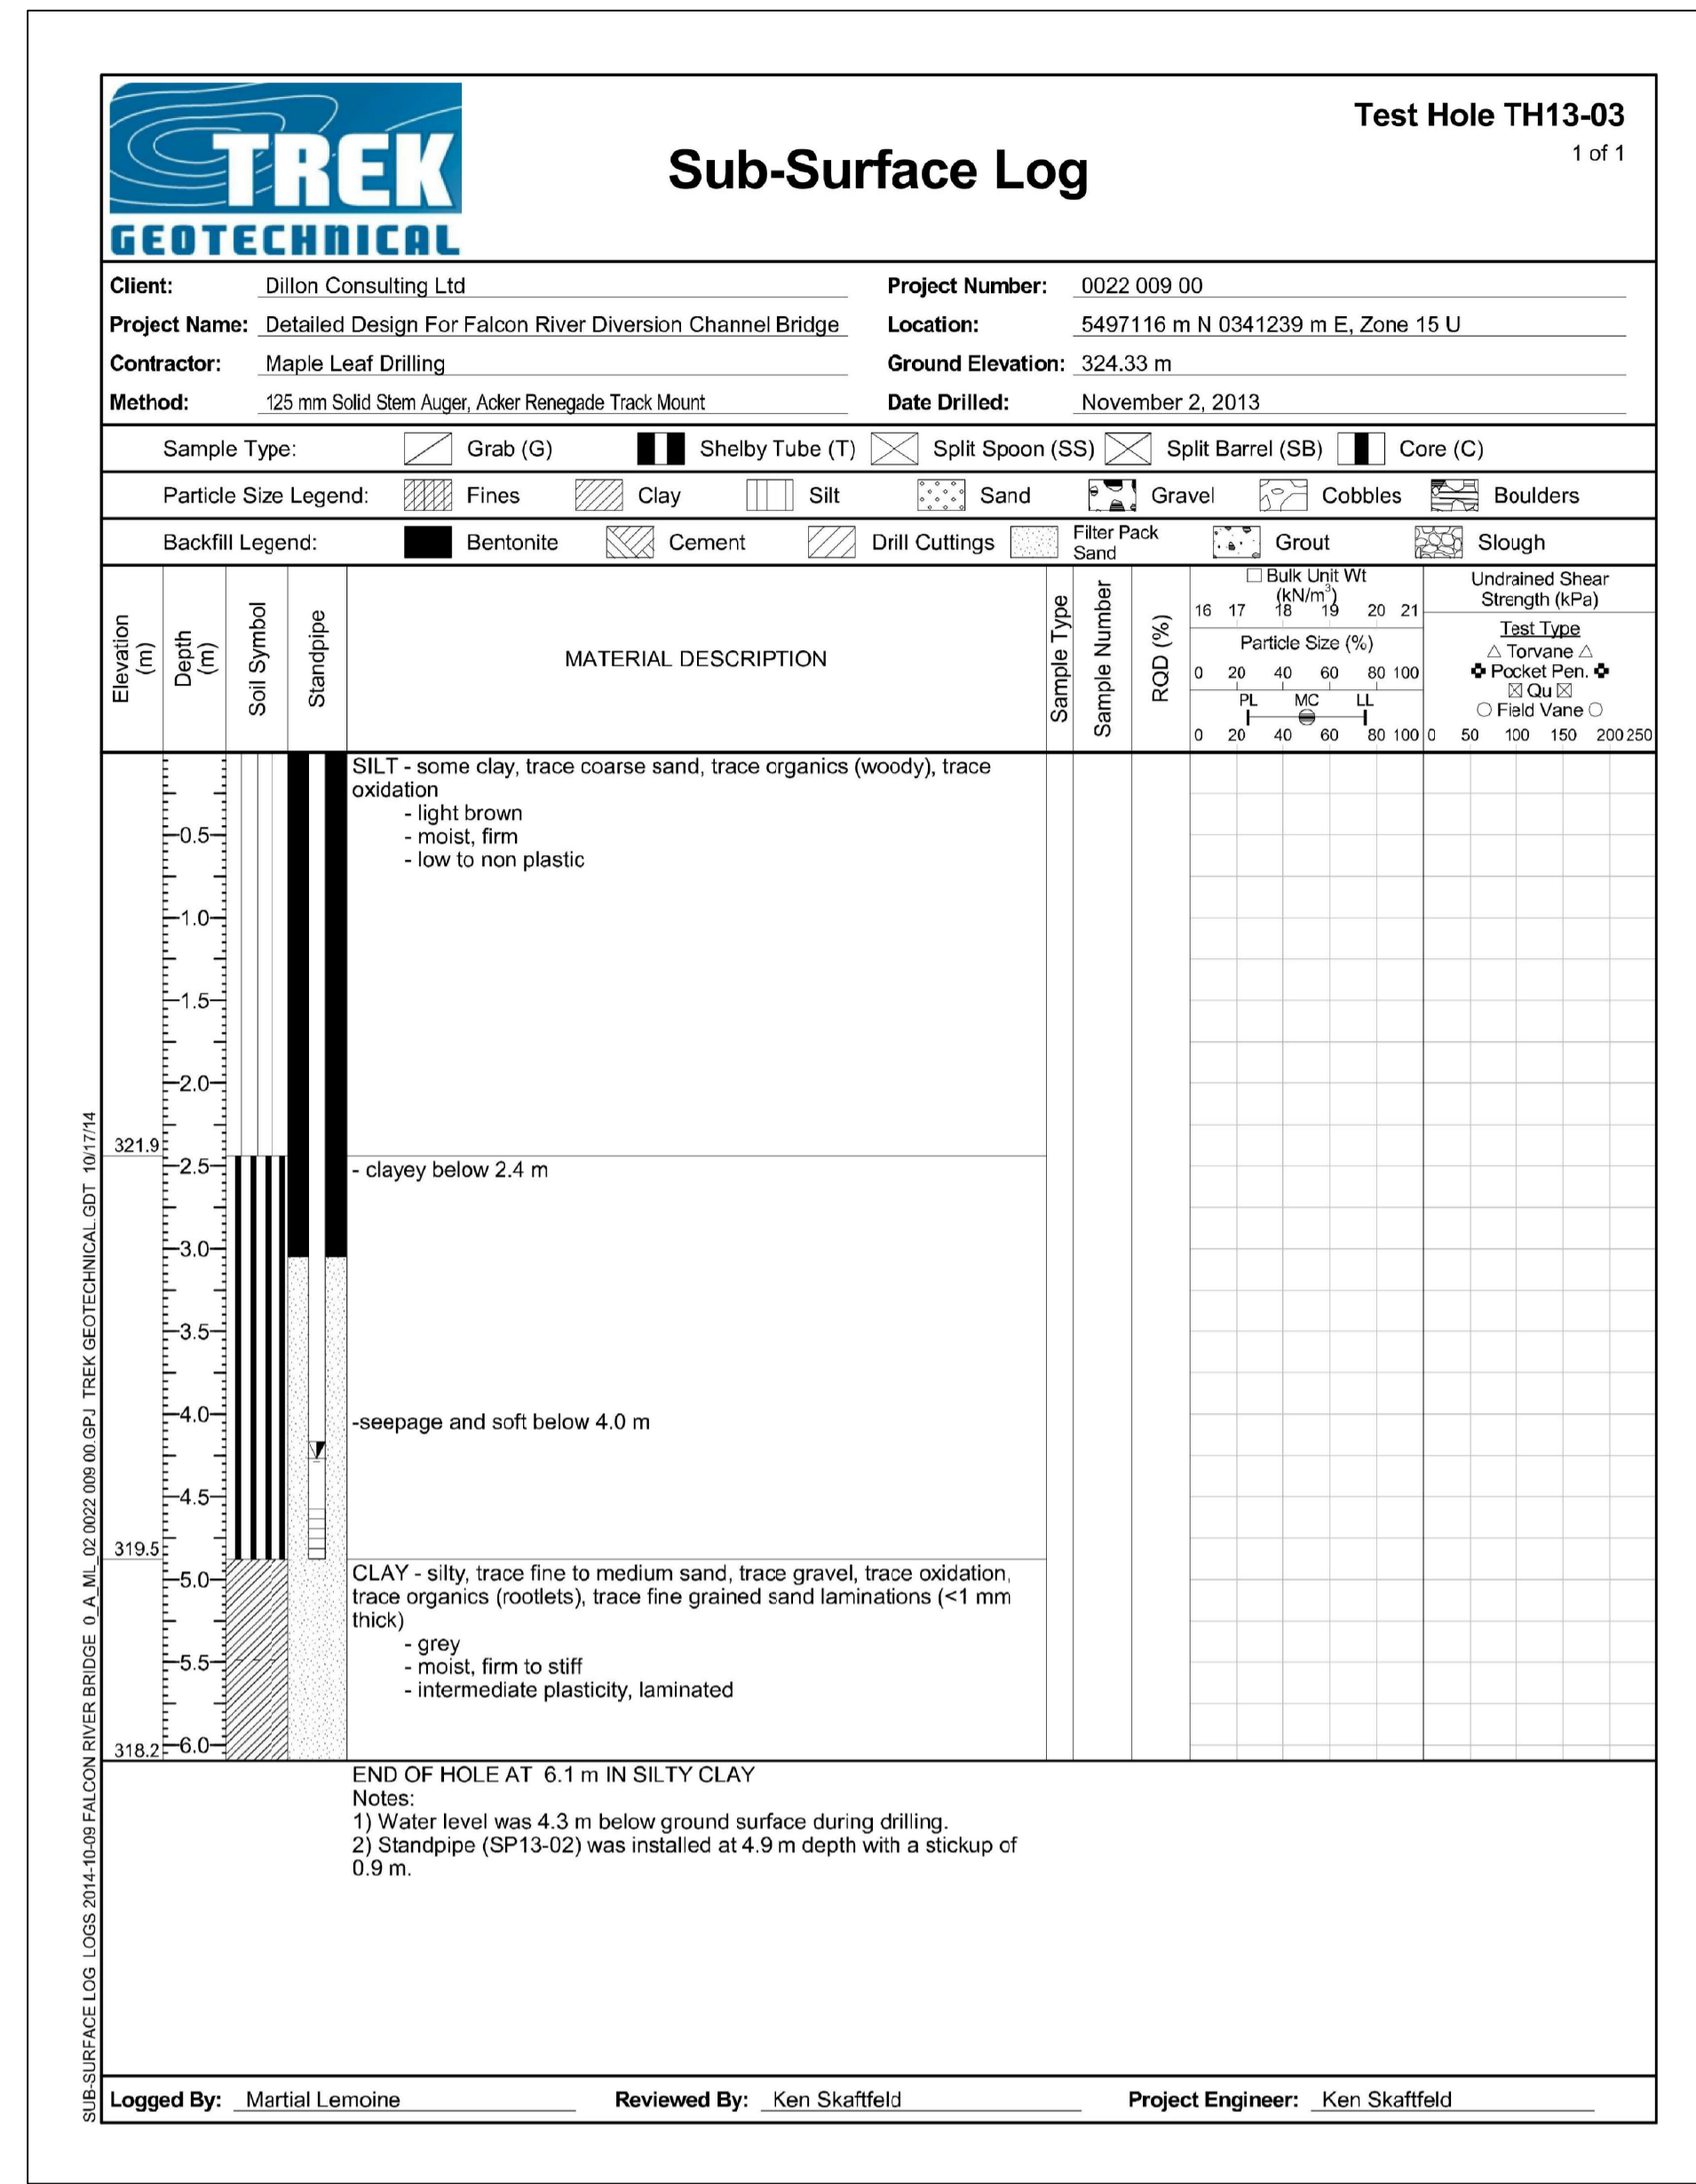 TREK
GEOTECHNICAL
Sub-Surface Log
Test Hole TH13-03
1 of 1
Client: Dillon Consulting Ltd Project Number: 0022 009 00
Project Name: Detailed Design For Falcon River Diversion Channel Bridge Location: 5497116 m N 0341239 m E, Zone 15 U
Contractor: Maple Leaf Drilling Ground Elevation: 324.33 m
Method: 125 mm Solid Stem Auger, Acker Renegade Track Mount Date Drilled: November 2, 2013
Sample Type: Grab (G) Shelby Tube (T) Split Spoon (SS) Split Barrel (SB) Core (C)
Particle Size Legend: Fines Clay Silt Sand Gravel Cobbles Boulders
Backfill Legend: Bentonite Cement Drill Cuttings Filter Pack Sand Grout Slough
Elevation (m)
Depth (m)
Soil Symbol
Standpipe
MATERIAL DESCRIPTION
Sample Type
Sample Number
RQD (%)
Bulk Unit Wt
(kN/m³)
16 17 18 19 20 21
Particle Size (%)
0 20 40 60 80 100
PL MC LL
0 20 40 60 80 100
Undrained Shear
Strength (kPa)
Test Type
△ Torvane △
Pocket Pen.
☒ Qu ☒
○ Field Vane ○
0 50 100 150 200 250
SILT - some clay, trace coarse sand, trace organics (woody), trace
oxidation
- light brown
- moist, firm
- low to non plastic
0.5
1.0
1.5
2.0
321.9
2.5
- clayey below 2.4 m
3.0
3.5
4.0
-seepage and soft below 4.0 m
4.5
319.5
CLAY - silty, trace fine to medium sand, trace gravel, trace oxidation,
trace organics (rootlets), trace fine grained sand laminations (<1 mm
thick)
- grey
- moist, firm to stiff
- intermediate plasticity, laminated
5.0
5.5
6.0
318.2
END OF HOLE AT 6.1 m IN SILTY CLAY
Notes:
1) Water level was 4.3 m below ground surface during drilling.
2) Standpipe (SP13-02) was installed at 4.9 m depth with a stickup of
0.9 m.
SUB-SURFACE LOG LOGS 2014-10-09 FALCON RIVER BRIDGE 0_A_ML_02 0022 009 00.GPJ TREK GEOTECHNICAL.GDT 10/17/14
Logged By: Martial Lemoine Reviewed By: Ken Skaftfeld Project Engineer: Ken Skaftfeld